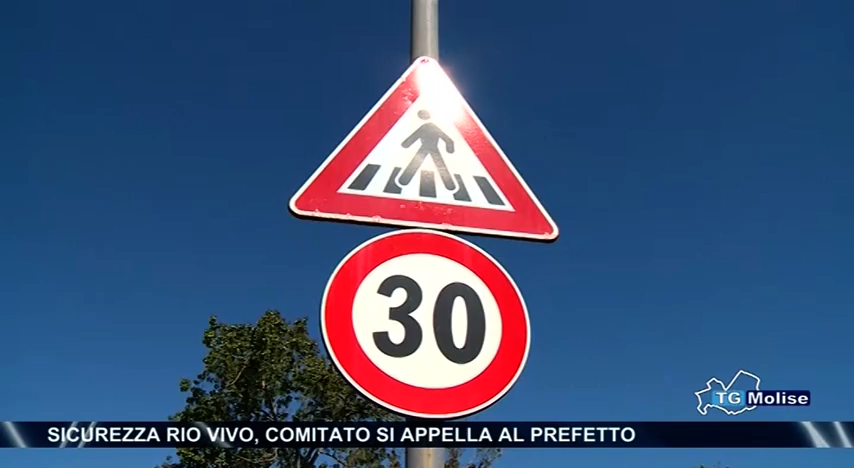 30
TG Molise
SICUREZZA RIO VIVO, COMITATO SI APPELLA AL PREFETTO